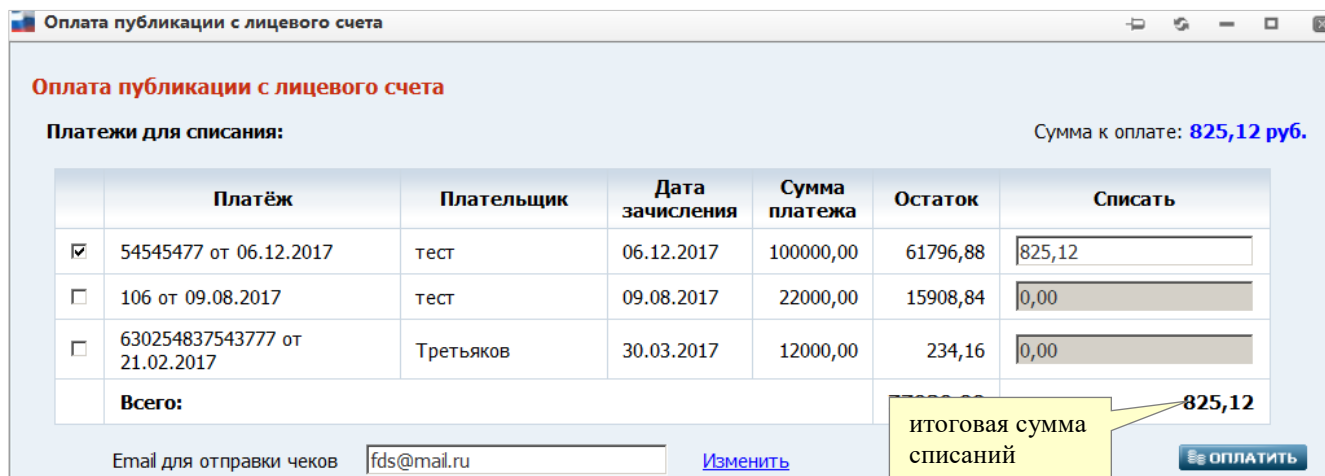 Оплата публикации с лицевого счета
Оплата публикации с лицевого счета
Платежи для списания: Сумма к оплате: 825,12 руб.
Платёж Плательщик Дата зачисления Сумма платежа Остаток Списать
54545477 от 06.12.2017 тест 06.12.2017 100000,00 61796,88 825,12
106 от 09.08.2017 тест 09.08.2017 22000,00 15908,84 0,00
630254837543777 от
21.02.2017 Третьяков 30.03.2017 12000,00 234,16 0,00
Всего: 825,12
итоговая сумма
списаний
Email для отправки чеков fds@mail.ru Изменить ОПЛАТИТЬ